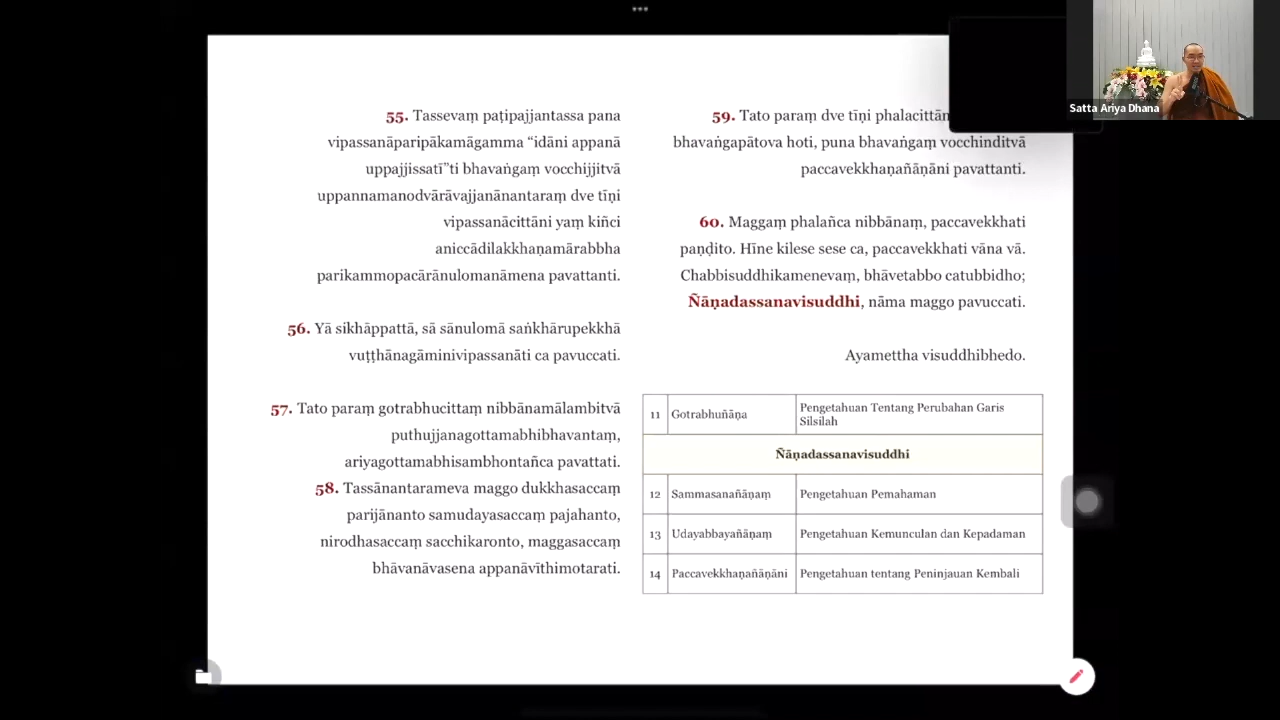 55. Tassevaṃ paṭipajjantassa pana
vipassanāparipākamāgamma “idāni appanā
uppajjissatī”ti bhavaṅgaṃ vocchijjitvā
uppannamanodvārāvajjanānantaraṃ dve tīṇi
vipassanācittāni yaṃ kiñci
aniccādilakkhaṇamārabbha
parikammopacārānulomanāmena pavattanti.
56. Yā sikhāppattā, sā sānulomā saṅkhārupekkhā
vuṭṭhānagāminivipassanāti ca pavuccati.
57. Tato paraṃ gotrabhucittaṃ nibbānamālambitvā
puthujjanagottamabhibhavantaṃ,
ariyagottamabhisambhontañca pavattati.
58. Tassānantarameva maggo dukkhasaccaṃ
parijānanto samudayasaccaṃ pajahanto,
nirodhasaccaṃ sacchikaronto, maggasaccaṃ
bhāvanāvasena appanāvīthimotarati.
59. Tato paraṃ dve tīṇi
bhavaṅgapātova hoti, puna bhavaṅgaṃ vocchinditvā
paccavekkhaṇañāṇāni pavattanti.
60. Maggaṃ phalañca nibbānaṃ, paccavekkhati
paṇḍito. Hīne kilese sese ca, paccavekkhati vāna vā.
Chabbisuddhikamenevaṃ, bhāvetabbo catubbidho;
Ñāṇadassanavisuddhi, nāma maggo pavuccati.
Ayamettha visuddhibhedo.
11 Gotrabhuñāṇa Pengetahuan Tentang Perubahan Garis
Silsilah
Ñāṇadassanavisuddhi
12 Sammasanañāṇaṃ Pengetahuan Pemahaman
13 Udayabbayañāṇaṃ Pengetahuan Kemunculan dan Kepadaman
14 Paccavekkhaṇañāṇāni Pengetahuan tentang Peninjauan Kembali
Satta Ariya Dhana